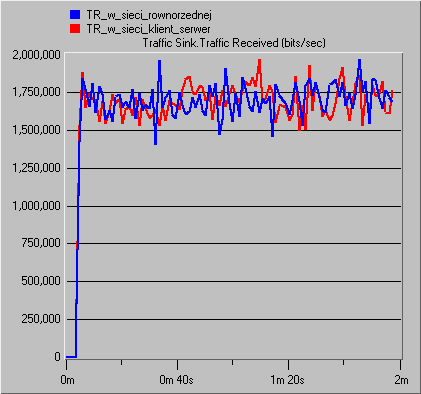 TR_w_sieci_rownorzednej
TR_w_sieci_klient_serwer
Traffic Sink.Traffic Received (bits/sec)
2,000,000
1,750,000
1,500,000
1,250,000
1,000,000
750,000
500,000
250,000
0
0m 0m 40s 1m 20s 2m